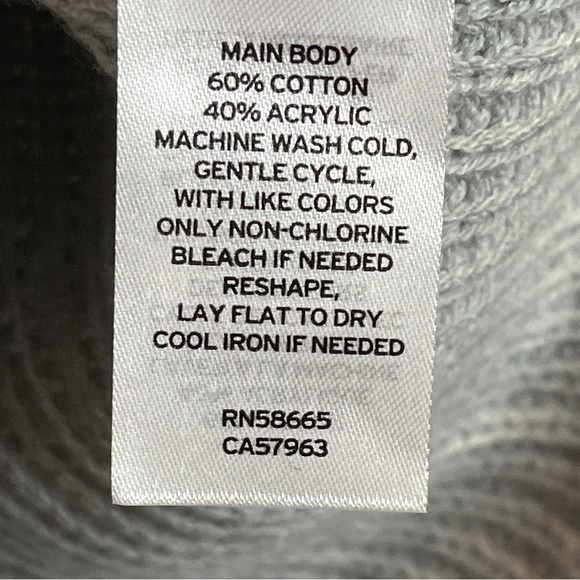 MAIN BODY
60% COTTON
40% ACRYLIC
MACHINE WASH COLD,
GENTLE CYCLE,
WITH LIKE COLORS
ONLY NON-CHLORINE
BLEACH IF NEEDED
RESHAPE,
LAY FLAT TO DRY
COOL IRON IF NEEDED
RN58665
CA57963